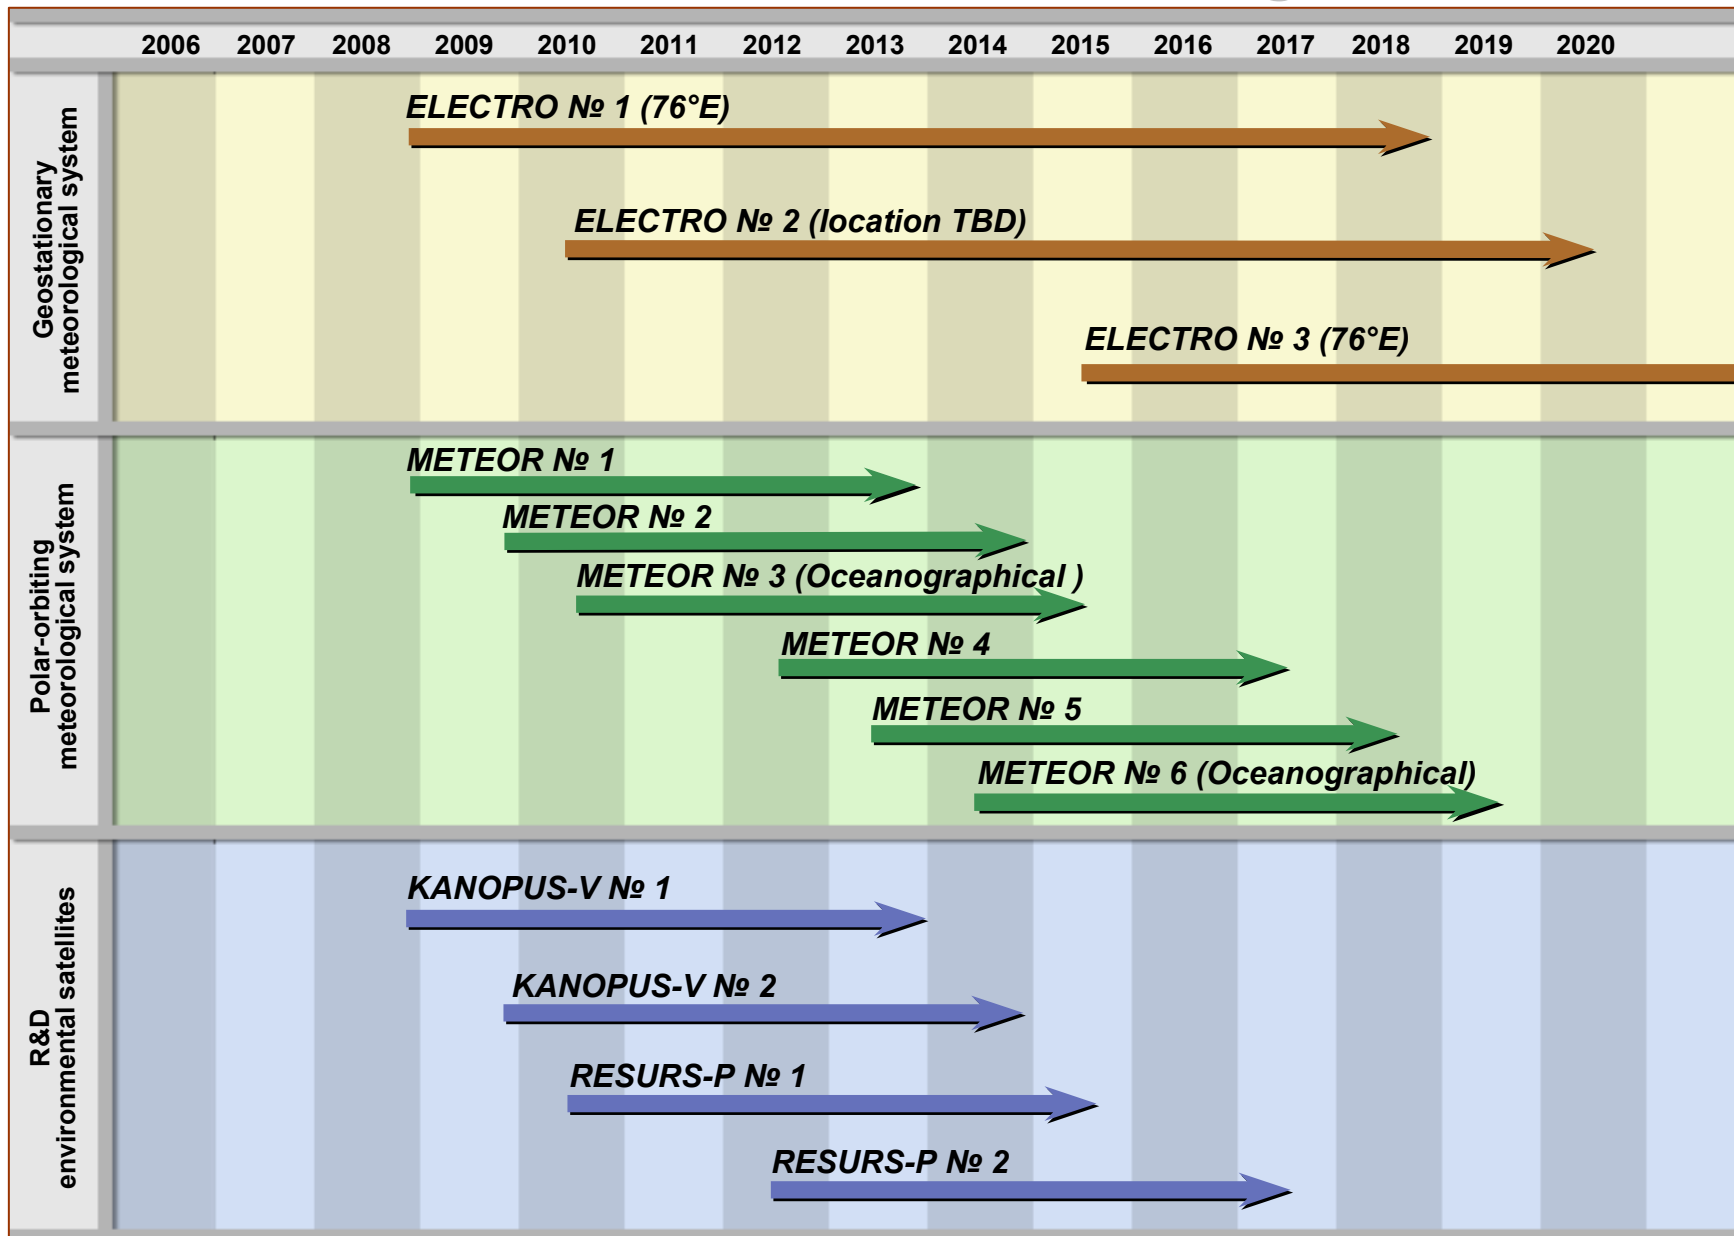 2006 2007 2008 2009 2010 2011 2012 2013 2014 2015 2016 2017 2018 2019 2020
Geostationary
meteorological system
ELECTRO № 1 (76°E)
ELECTRO № 2 (location TBD)
ELECTRO № 3 (76°E)
Polar-orbiting
meteorological system
METEOR № 1
METEOR № 2
METEOR № 3 (Oceanographical )
METEOR № 4
METEOR № 5
METEOR № 6 (Oceanographical)
R&D
environmental satellites
KANOPUS-V № 1
KANOPUS-V № 2
RESURS-P № 1
RESURS-P № 2